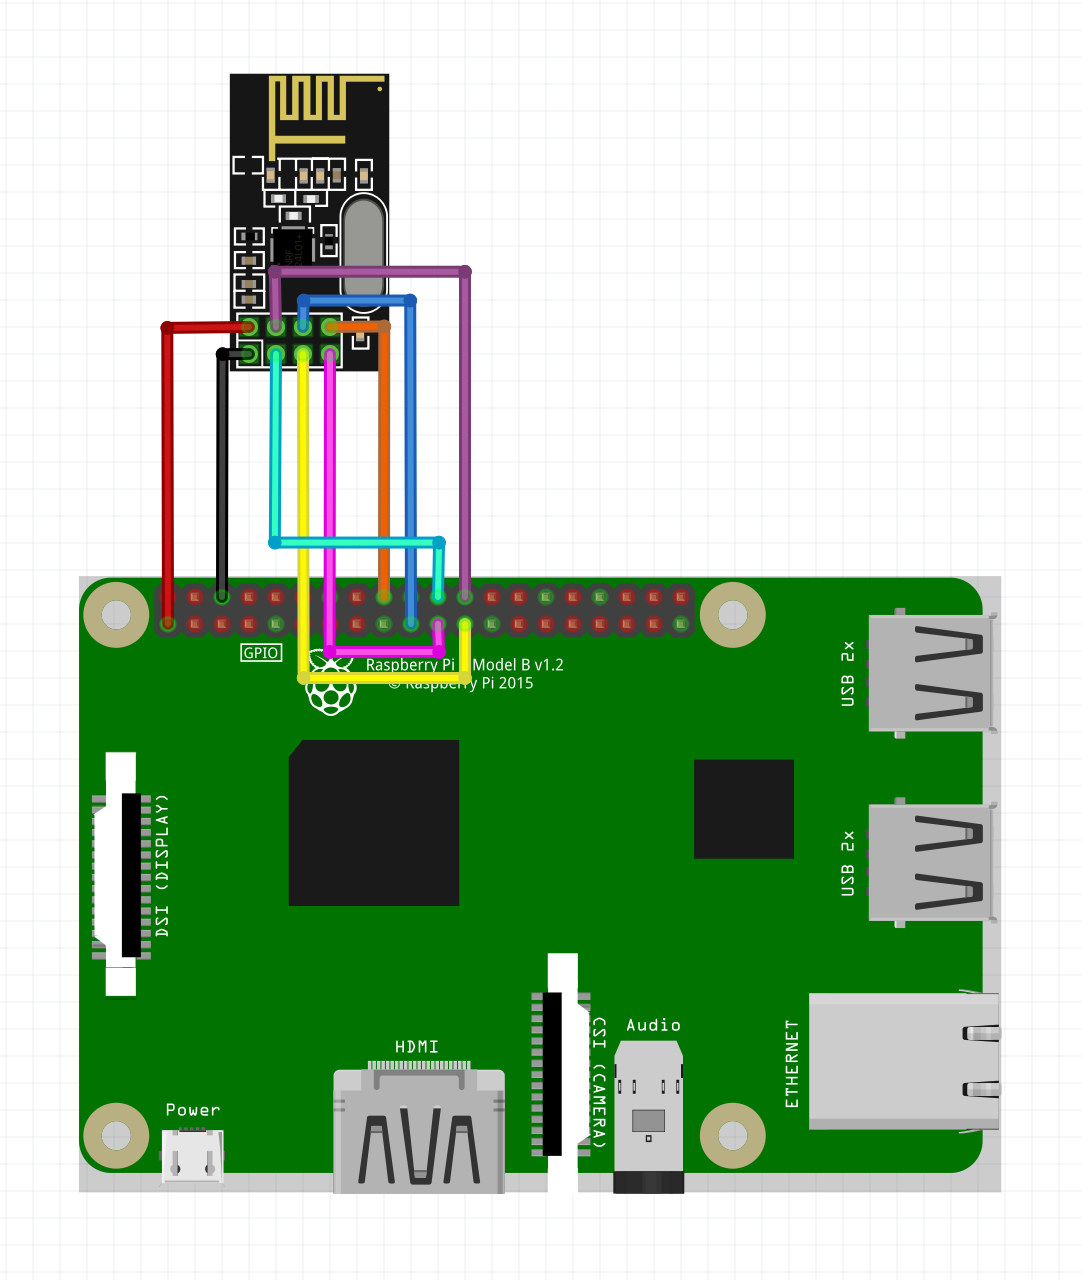 GPIO
Raspberry Pi Model B v1.2
© Raspberry Pi 2015
USB 2x
DSI (DISPLAY)
USB 2x
CSI (CAMERA)
Audio
ETHERNET
HDMI
Power